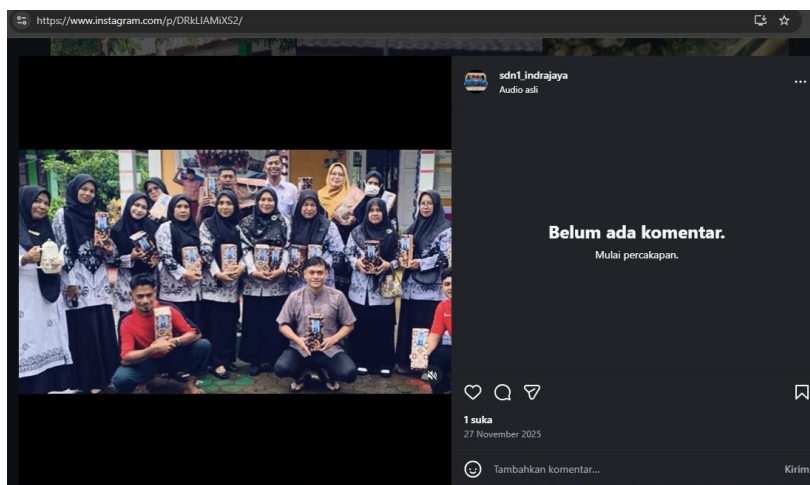 https://www.instagram.com/p/DRkLIAMiXS2/
sdn1_indrajaya
Audio asli
Belum ada komentar.
Mulai percakapan.
1 suka
27 November 2025
Tambahkan komentar...
Kirim